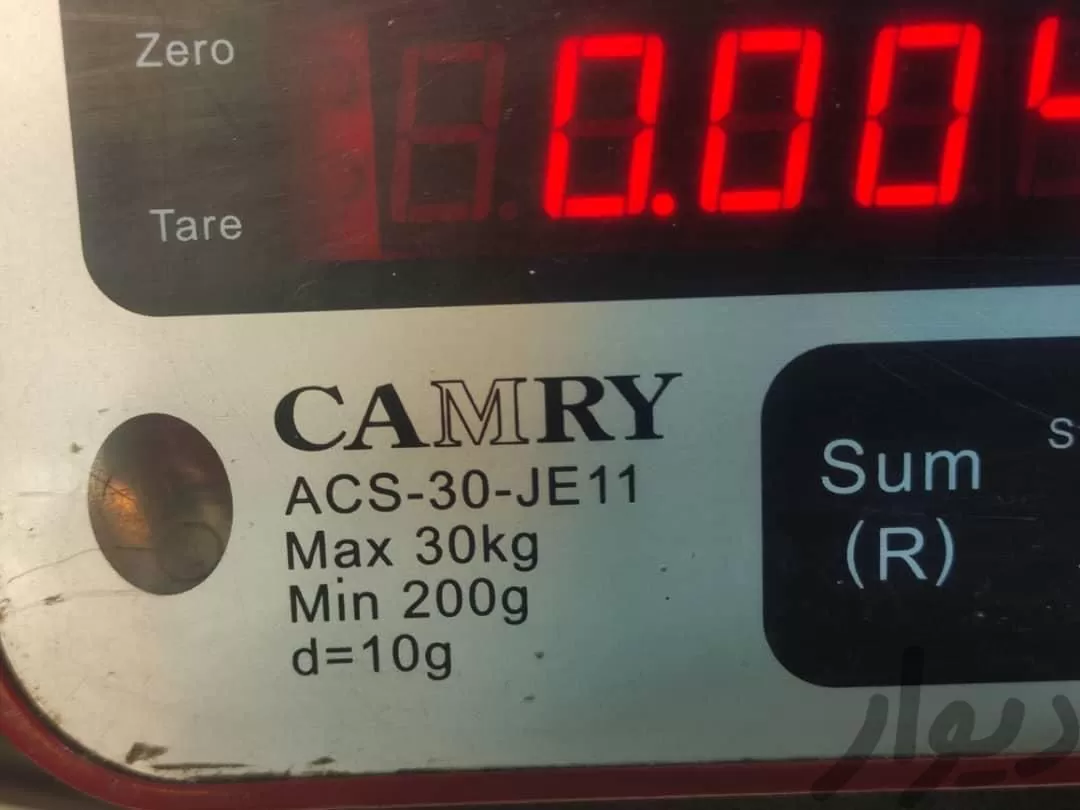 Zero
0.00
Tare
CAMRY
ACS-30-JE11
Max 30kg
Min 200g
d=10g
Sum
(R)
دیوار